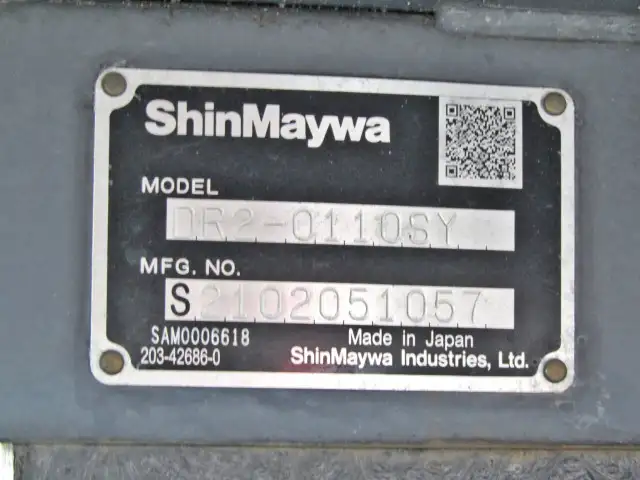 ShinMaywa
MODEL
DR2-0110SY
MFG. NO.
S2102051057
SAM0006618
203-42686-0
Made in Japan
ShinMaywa Industries, Ltd.